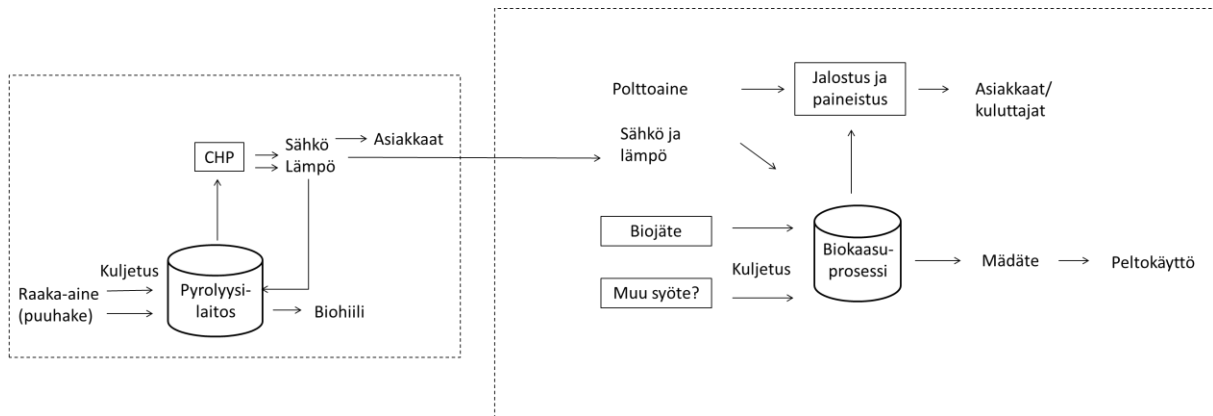 CHP
Sähkö
Lämpö
Asiakkaat
Kuljetus
Raaka-aine
(puuhake)
Pyrolyysi-
laitos
Biohiili
Polttoaine
Jalostus ja
paineistus
Asiakkaat/
kuluttajat
Sähkö ja
lämpö
Biojäte
Kuljetus
Muu syöte?
Biokaasu-
prosessi
Mädäte
Peltokäyttö